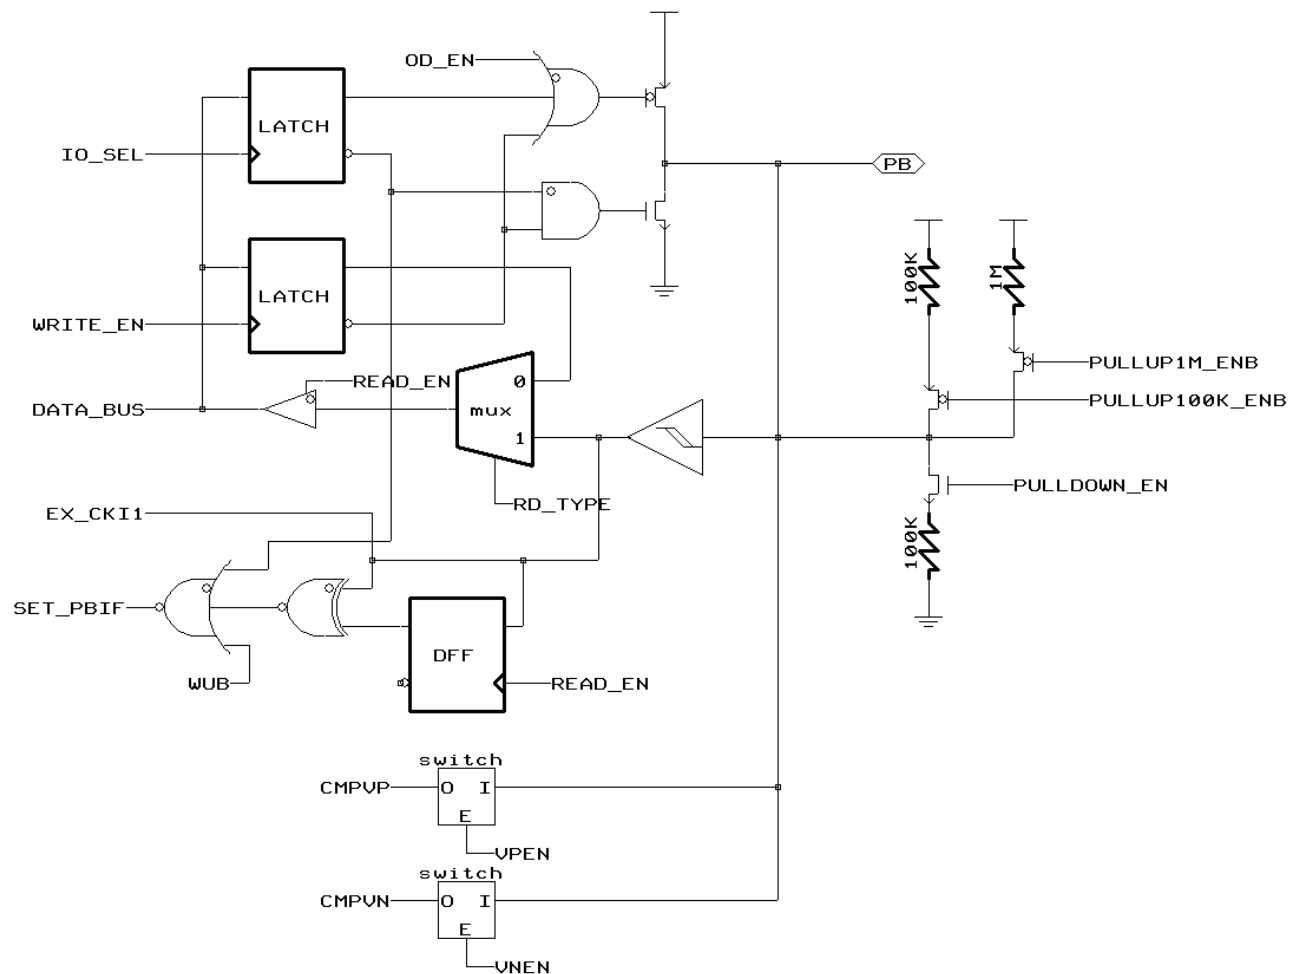 OD_EN
LATCH
IO_SEL
PB
LATCH
WRITE_EN
100K
1M
PULLUP1M_ENB
READ_EN
0
PULLUP100K_ENB
DATA_BUS
mux
1
PULLDOWN_EN
RD_TYPE
EX_CKI1
100K
SET_PBIF
DFF
WUB
READ_EN
switch
CMPVP
O I
E
VPEN
switch
CMPVN
O I
E
VNEN